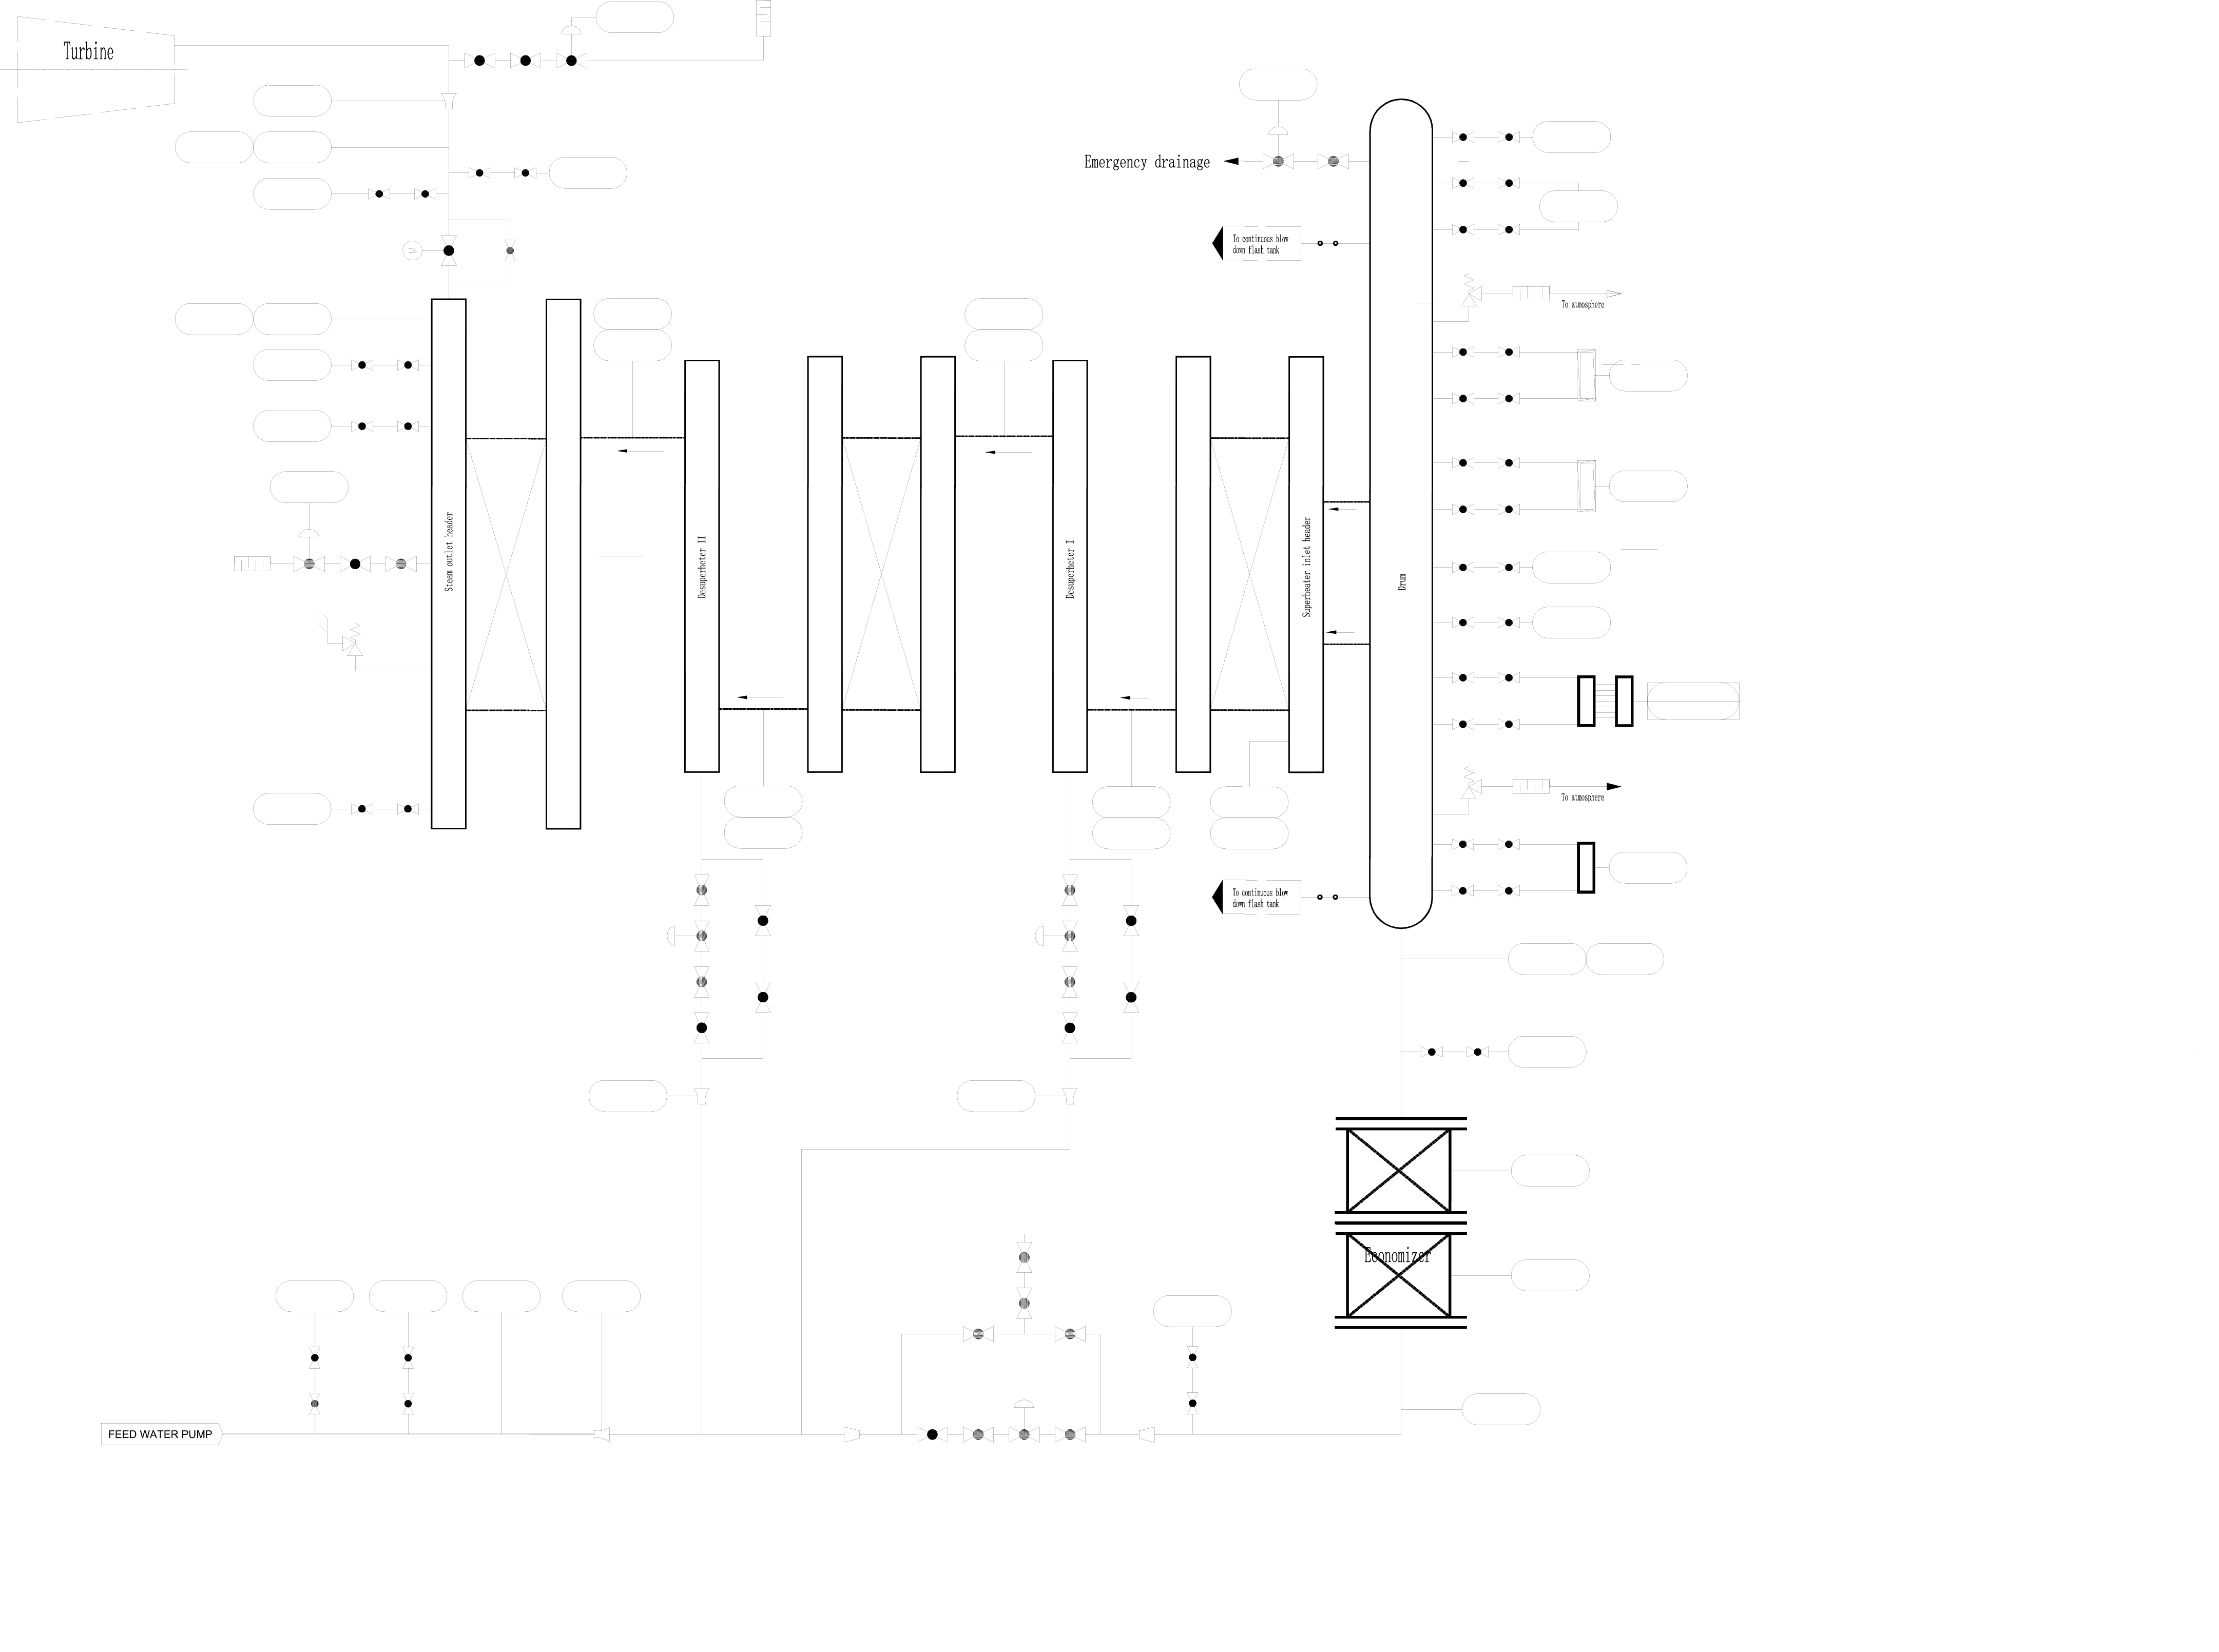 Turbine
Emergency drainage
To continuous blow
down flash tank
To atmosphere
M
Steam outlet header
Desuperheter II
Desuperheter I
Superheater inlet header
Drum
To atmosphere
To continuous blow
down flash tank
Economizer
FEED WATER PUMP